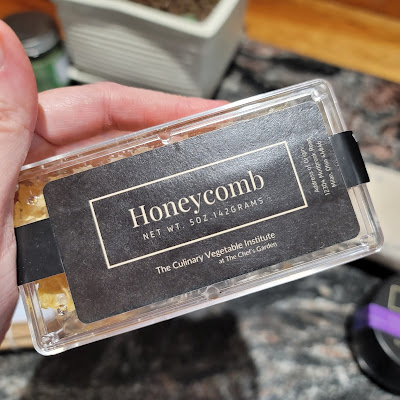 Honeycomb
NET WT. 5OZ 142GRAMS
The Culinary Vegetable Institute
at The Chef's Garden